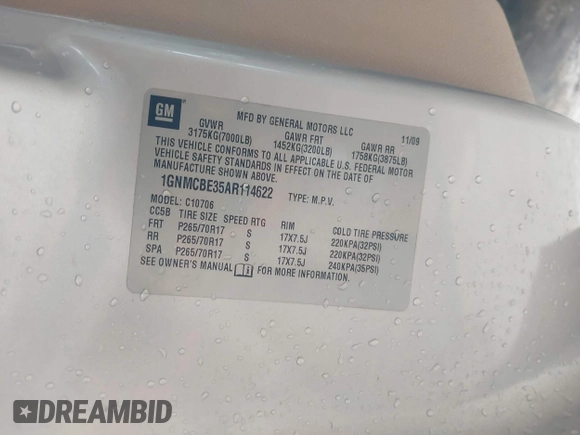 GM
MFD BY GENERAL MOTORS LLC 11/09
GVWR GAWR FRT GAWR RR
3175KG(7000LB) 1452KG(3200LB) 1758KG(3875LB)
THIS VEHICLE CONFORMS TO ALL APPLICABLE U.S. FEDERAL MOTOR
VEHICLE SAFETY STANDARDS IN EFFECT ON THE DATE OF
MANUFACTURE SHOWN ABOVE.
1GNMCBE35AR114622 TYPE: M.P.V.
MODEL: C10706
CC5B TIRE SIZE SPEED RTG RIM COLD TIRE PRESSURE
FRT P265/70R17 S 17X7.5J 220KPA(32PSI)
RR P265/70R17 S 17X7.5J 220KPA(32PSI)
SPA P265/70R17 S 17X7.5J 240KPA(35PSI)
SEE OWNER'S MANUAL FOR MORE INFORMATION.
DREAMBID